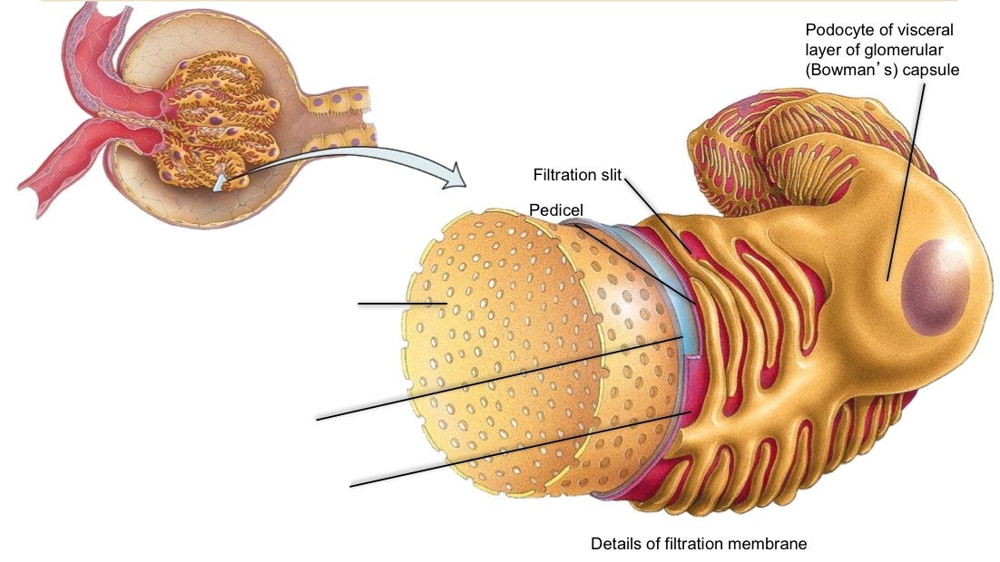 Podocyte of visceral
layer of glomerular
(Bowman’s) capsule
Filtration slit
Pedicel
Details of filtration membrane